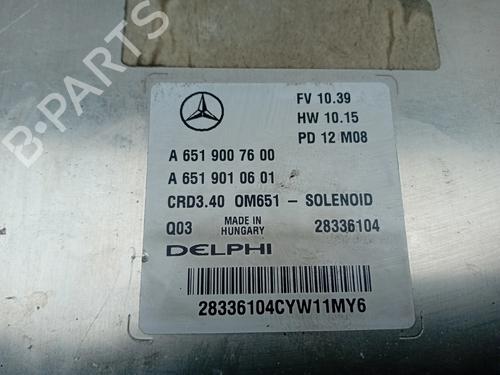 FV 10.39
HW 10.15
PD 12 M08
A 651 900 76 00
A 651 901 06 01
CRD3.40 OM651 – SOLENOID
Q03 MADE IN HUNGARY 28336104
DELPHI
28336104CYW11MY6
B-PARTS